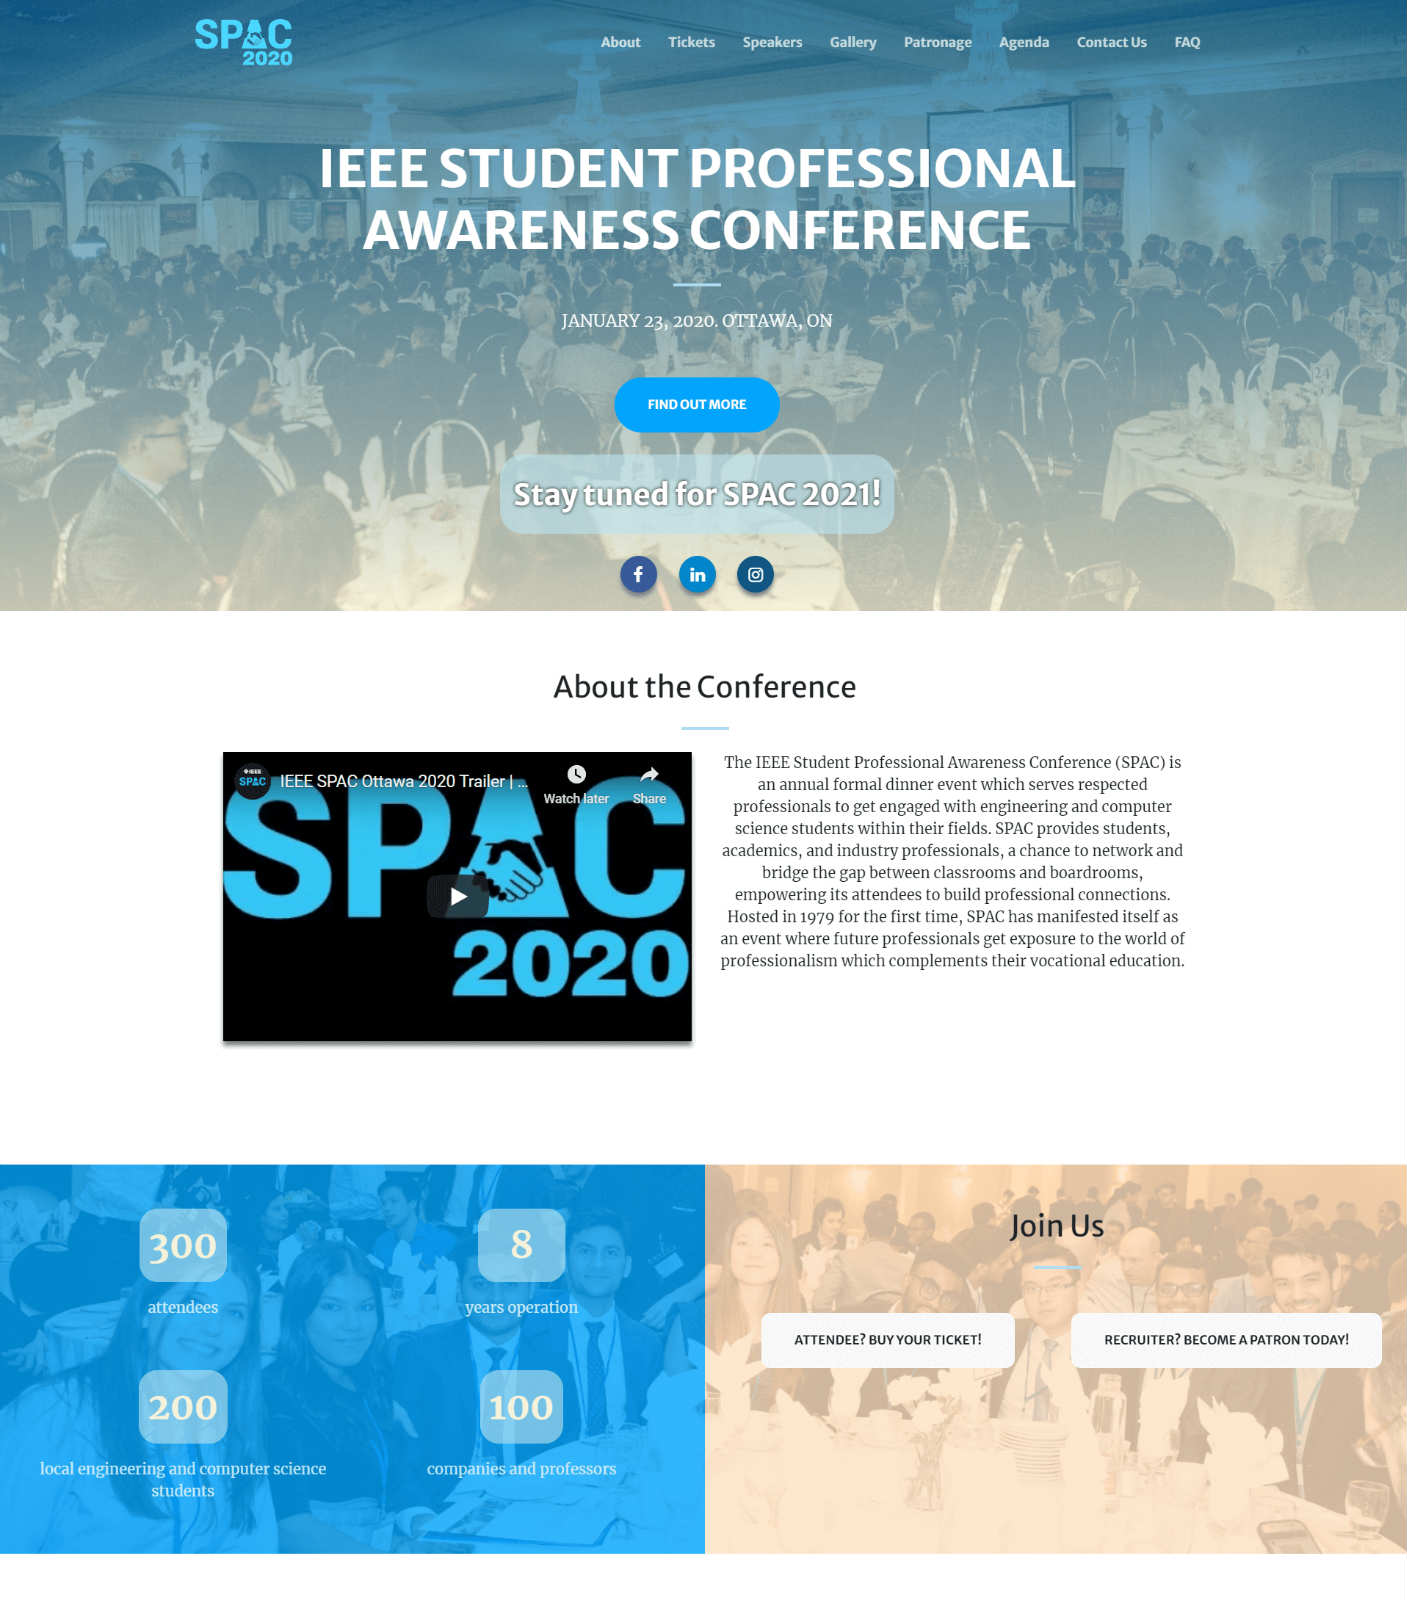 SPAC
2020
About Tickets Speakers Gallery Patronage Agenda Contact Us FAQ
IEEE STUDENT PROFESSIONAL
AWARENESS CONFERENCE
JANUARY 23, 2020. OTTAWA, ON
24
FIND OUT MORE
Stay tuned for SPAC 2021!
f in
About the Conference
IEEE
SPAC
IEEE SPAC Ottawa 2020 Trailer | ...
Watch later Share
SPAC
2020
The IEEE Student Professional Awareness Conference (SPAC) is
an annual formal dinner event which serves respected
professionals to get engaged with engineering and computer
science students within their fields. SPAC provides students,
academics, and industry professionals, a chance to network and
bridge the gap between classrooms and boardrooms,
empowering its attendees to build professional connections.
Hosted in 1979 for the first time, SPAC has manifested itself as
an event where future professionals get exposure to the world of
professionalism which complements their vocational education.
300
attendees
8
years operation
200
local engineering and computer science
students
100
companies and professors
Join Us
ATTENDEE? BUY YOUR TICKET!
RECRUITER? BECOME A PATRON TODAY!